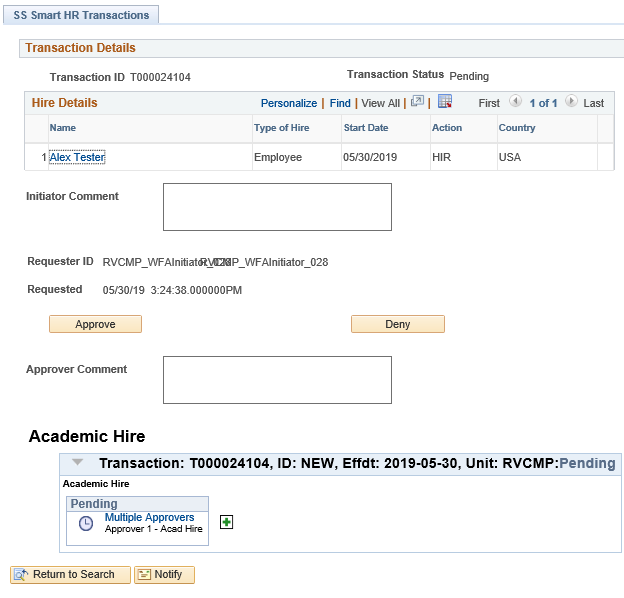 SS Smart HR Transactions
Transaction Details
Transaction ID T000024104 Transaction Status Pending
Hire Details Personalize | Find | View All | | First 1 of 1 Last
Name Type of Hire Start Date Action Country
1 Alex Tester Employee 05/30/2019 HIR USA
Initiator Comment
Requester ID RVCMP_WFAInitiator_028 RVCMP_WFAInitiator_028
Requested 05/30/19 3:24:38.000000PM
Approve Deny
Approver Comment
Academic Hire
Transaction: T000024104, ID: NEW, Effdt: 2019-05-30, Unit: RVCMP:Pending
Academic Hire
Pending
Multiple Approvers
Approver 1 - Acad Hire
Return to Search Notify